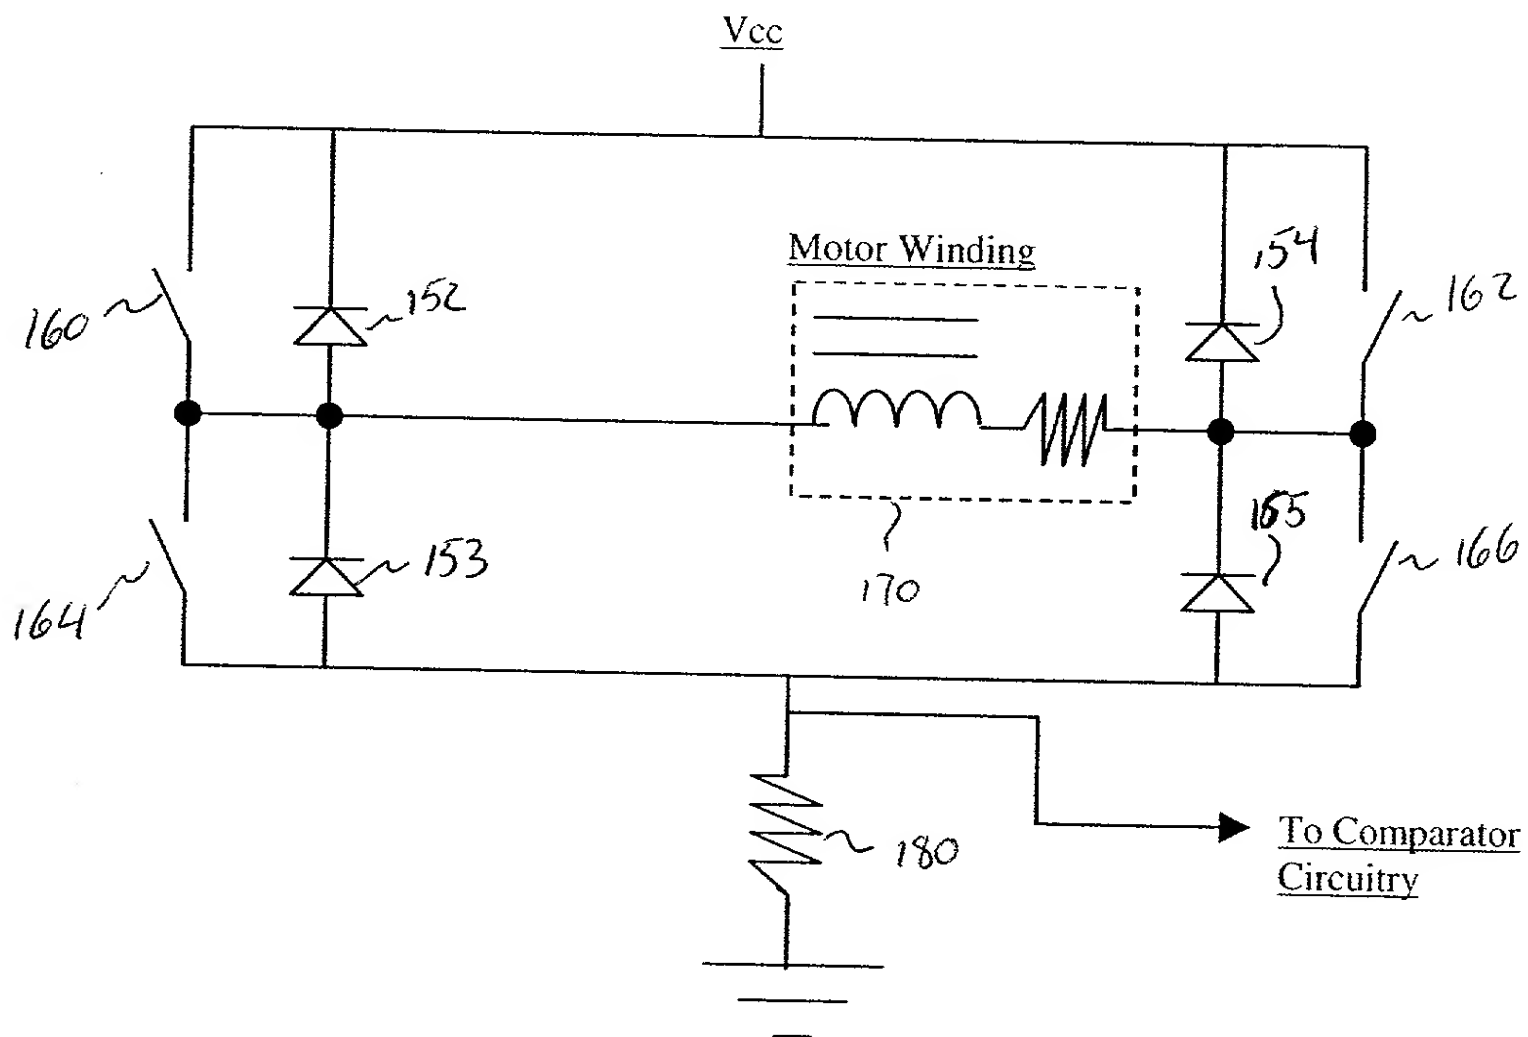 Vcc
Motor Winding
154
162
152
160
155
166
153
170
164
180
To Comparator
Circuitry